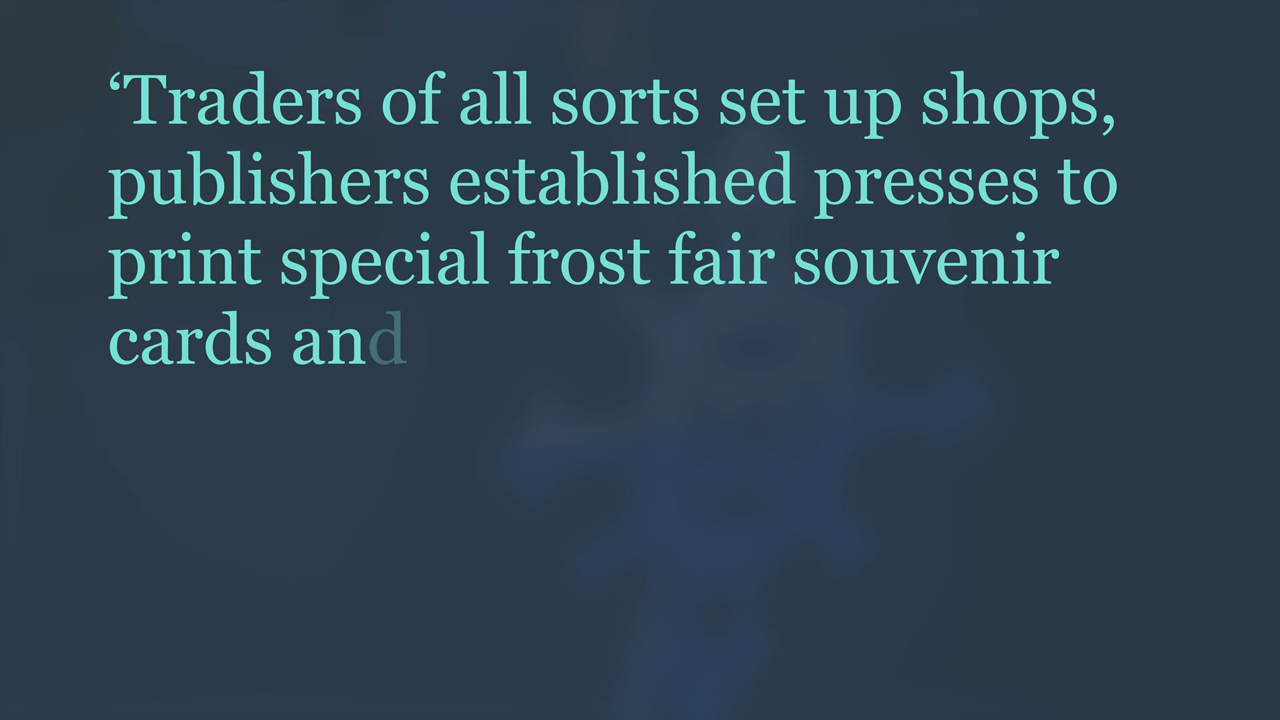 ‘Traders of all sorts set up shops,
publishers established presses to
print special frost fair souvenir
cards and